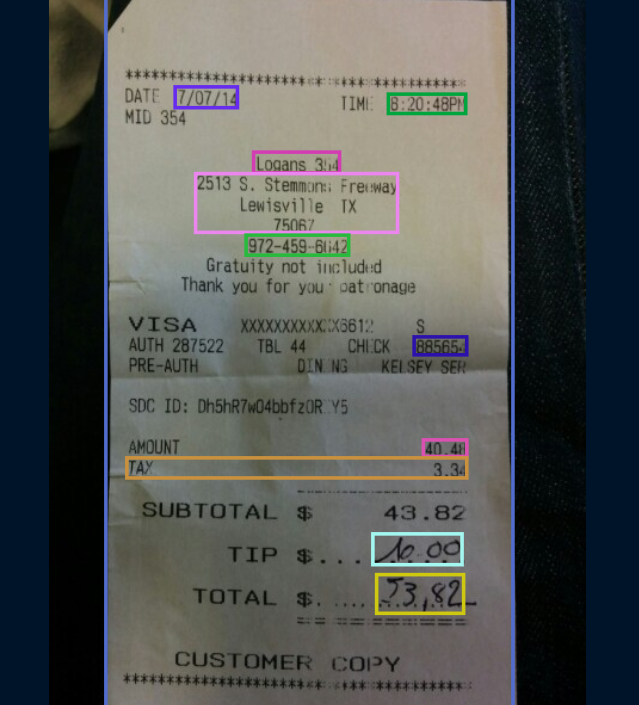 ************************************
DATE 7/07/14 TIME 8:20:48PM
MID 354
Logans 354
2513 S. Stemmons Freeway
Lewisville TX
75067
972-459-6642
Gratuity not included
Thank you for your patronage
VISA XXXXXXXXXXXX6612 S
AUTH 287522 TBL 44 CHECK 885654
PRE-AUTH DINING KELSEY SER
SDC ID:
AMOUNT 40.48
TAX 3.34
SUBTOTAL $ 43.82
TIP $.... 10.00
TOTAL $..... 53,82
CUSTOMER COPY
************************************